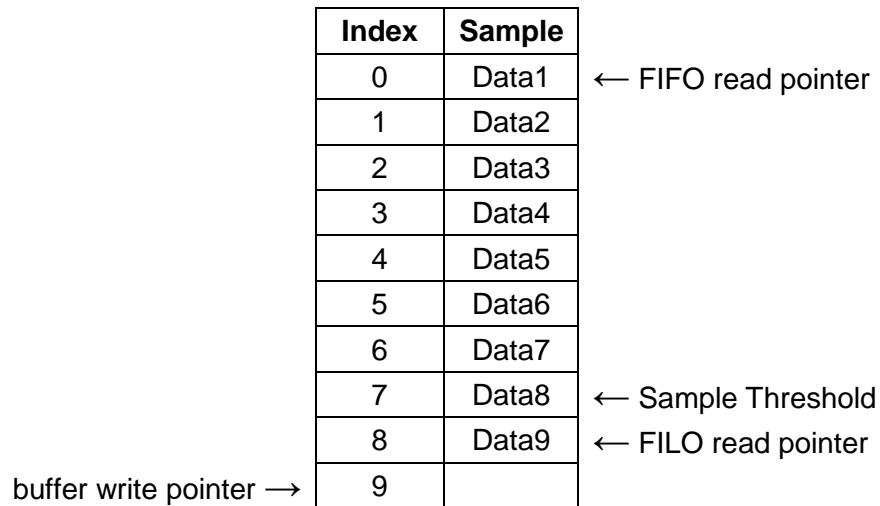 Index Sample
0 Data1 ← FIFO read pointer
1 Data2
2 Data3
3 Data4
4 Data5
5 Data6
6 Data7
7 Data8 ← Sample Threshold
8 Data9 ← FILO read pointer
buffer write pointer → 9